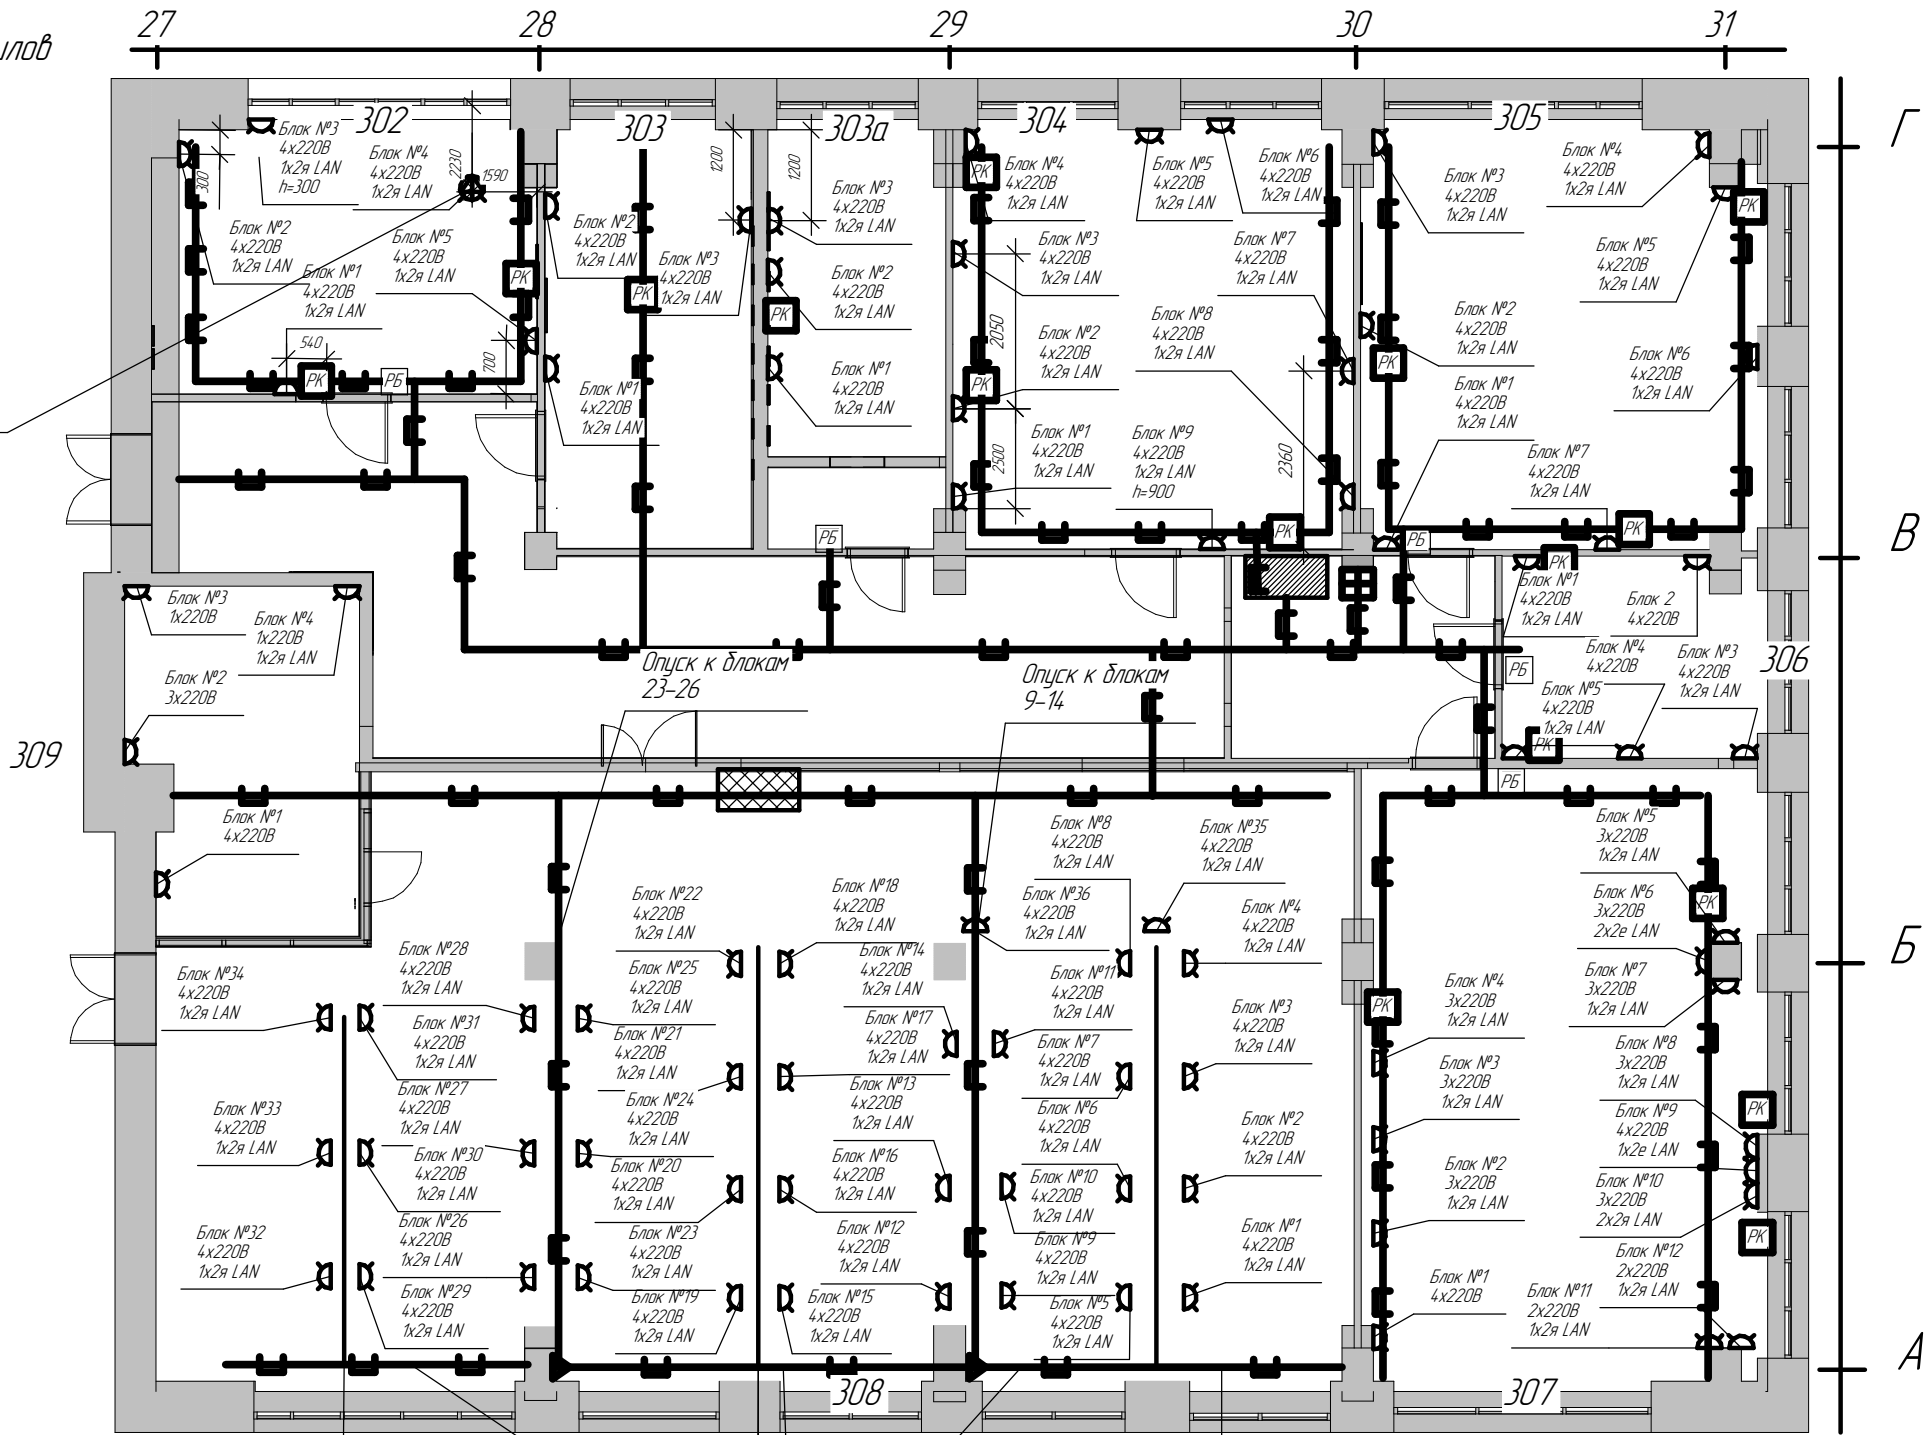 27
28
29
30
31
Г
В
Б
А
302
Блок №3
4х220В
1х2я LAN
h=300
Блок №4
4х220В
1х2я LAN
2230
1590
300
Блок №2
4х220В
1х2я LAN
Блок №1
4х220В
1х2я LAN
Блок №5
4х220В
1х2я LAN
РК
540
700
РК
РБ
303
1200
Блок №2
4х220В
1х2я LAN
Блок №3
4х220В
1х2я LAN
РК
Блок №1
4х220В
1х2я LAN
303а
1200
Блок №3
4х220В
1х2я LAN
Блок №2
4х220В
1х2я LAN
РК
Блок №1
4х220В
1х2я LAN
РБ
304
РК
Блок №4
4х220В
1х2я LAN
Блок №5
4х220В
1х2я LAN
Блок №6
4х220В
1х2я LAN
Блок №3
4х220В
1х2я LAN
Блок №7
4х220В
1х2я LAN
2050
Блок №2
4х220В
1х2я LAN
Блок №8
4х220В
1х2я LAN
РК
Блок №1
4х220В
1х2я LAN
2500
Блок №9
4х220В
1х2я LAN
h=900
2360
РК
305
Блок №3
4х220В
1х2я LAN
Блок №4
4х220В
1х2я LAN
РК
Блок №5
4х220В
1х2я LAN
Блок №2
4х220В
1х2я LAN
Блок №6
4х220В
1х2я LAN
РК
Блок №1
4х220В
1х2я LAN
Блок №7
4х220В
1х2я LAN
РК
РБ
306
РК
Блок №1
4х220В
1х2я LAN
Блок 2
4х220В
Блок №4
4х220В
Блок №3
4х220В
1х2я LAN
Блок №5
4х220В
1х2я LAN
РК
РБ
РБ
309
Блок №3
1х220В
Блок №4
1х220В
1х2я LAN
Блок №2
3х220В
Блок №1
4х220В
Опуск к блокам
23-26
Опуск к блокам
9-14
308
Блок №34
4х220В
1х2я LAN
Блок №28
4х220В
1х2я LAN
Блок №31
4х220В
1х2я LAN
Блок №33
4х220В
1х2я LAN
Блок №27
4х220В
1х2я LAN
Блок №30
4х220В
1х2я LAN
Блок №32
4х220В
1х2я LAN
Блок №26
4х220В
1х2я LAN
Блок №29
4х220В
1х2я LAN
Блок №22
4х220В
1х2я LAN
Блок №25
4х220В
1х2я LAN
Блок №21
4х220В
1х2я LAN
Блок №24
4х220В
1х2я LAN
Блок №20
4х220В
1х2я LAN
Блок №23
4х220В
1х2я LAN
Блок №19
4х220В
1х2я LAN
Блок №18
4х220В
1х2я LAN
Блок №14
4х220В
1х2я LAN
Блок №17
4х220В
1х2я LAN
Блок №13
4х220В
1х2я LAN
Блок №16
4х220В
1х2я LAN
Блок №12
4х220В
1х2я LAN
Блок №15
4х220В
1х2я LAN
Блок №8
4х220В
1х2я LAN
Блок №35
4х220В
1х2я LAN
Блок №36
4х220В
1х2я LAN
Блок №4
4х220В
1х2я LAN
Блок №11
4х220В
1х2я LAN
Блок №7
4х220В
1х2я LAN
Блок №3
4х220В
1х2я LAN
Блок №6
4х220В
1х2я LAN
Блок №2
4х220В
1х2я LAN
Блок №10
4х220В
1х2я LAN
Блок №9
4х220В
1х2я LAN
Блок №1
4х220В
1х2я LAN
Блок №5
4х220В
1х2я LAN
307
Блок №5
3х220В
1х2я LAN
РК
Блок №6
3х220В
2х2е LAN
Блок №4
3х220В
1х2я LAN
Блок №7
3х220В
1х2я LAN
РК
Блок №3
3х220В
1х2я LAN
Блок №8
3х220В
1х2я LAN
РК
Блок №9
4х220В
1х2е LAN
Блок №2
3х220В
1х2я LAN
Блок №10
3х220В
2х2я LAN
РК
Блок №1
4х220В
Блок №12
2х220В
1х2я LAN
Блок №11
2х220В
1х2я LAN